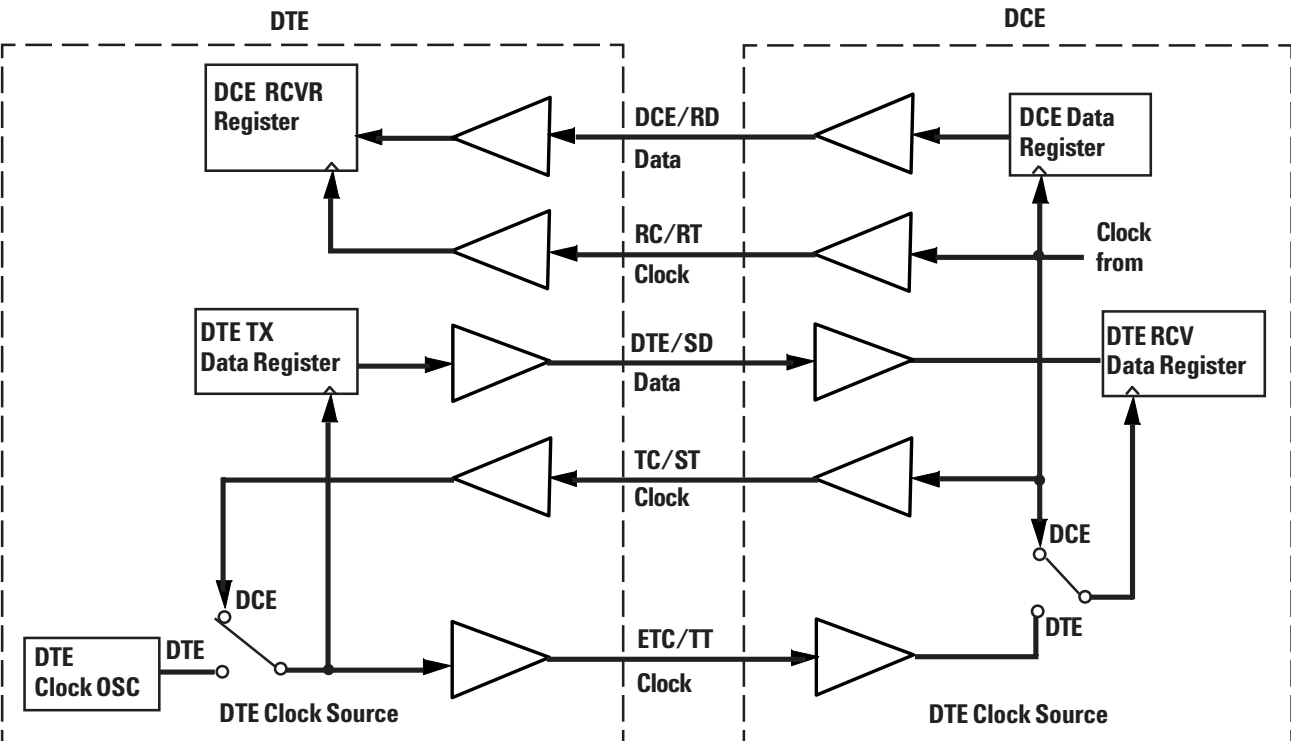 DTE
DCE
DCE RCVR
Register
DCE/RD
Data
DCE Data
Register
RC/RT
Clock
Clock
from
DTE TX
Data Register
DTE/SD
Data
DTE RCV
Data Register
TC/ST
Clock
DCE
DCE
DTE
Clock OSC
DTE
ETC/TT
Clock
DTE
DTE Clock Source
DTE Clock Source